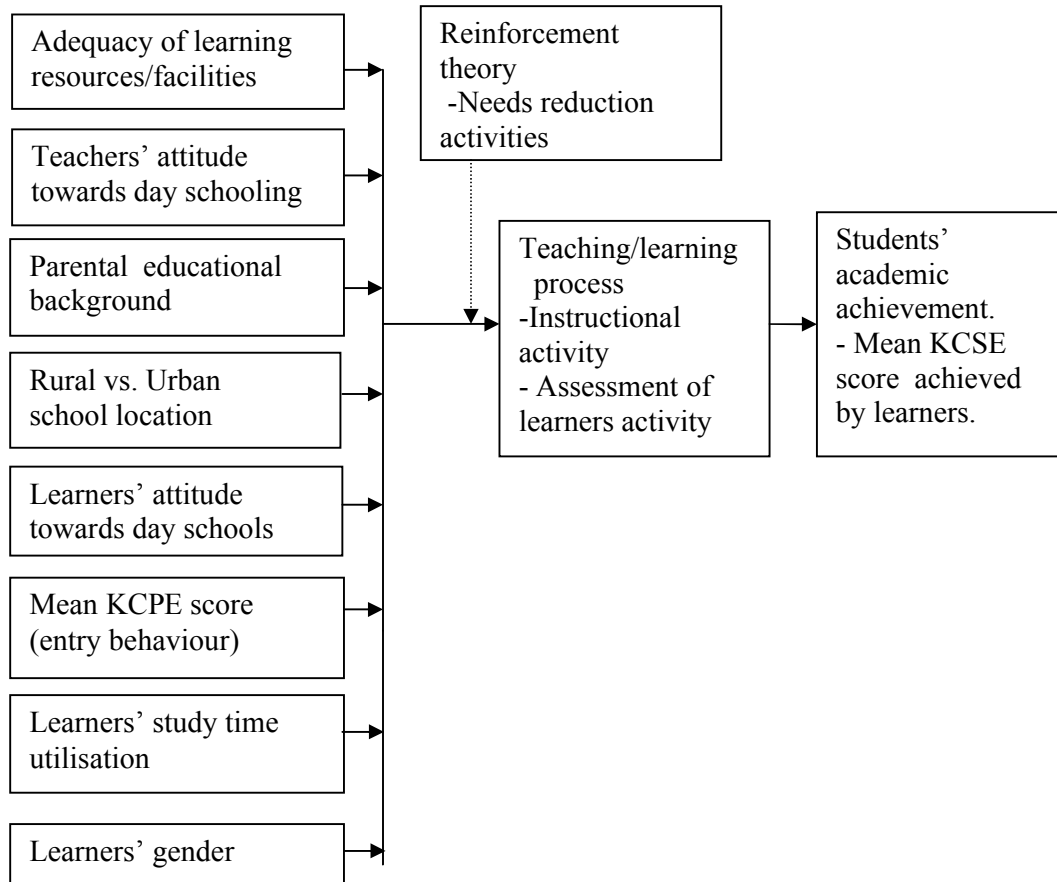 Adequacy of learning
resources/facilities
Teachers’ attitude
towards day schooling
Parental educational
background
Rural vs. Urban
school location
Learners’ attitude
towards day schools
Mean KCPE score
(entry behaviour)
Learners’ study time
utilisation
Learners’ gender
Reinforcement
theory
-Needs reduction
activities
Teaching/learning
process
-Instructional
activity
- Assessment of
learners activity
Students’
academic
achievement.
- Mean KCSE
score achieved
by learners.